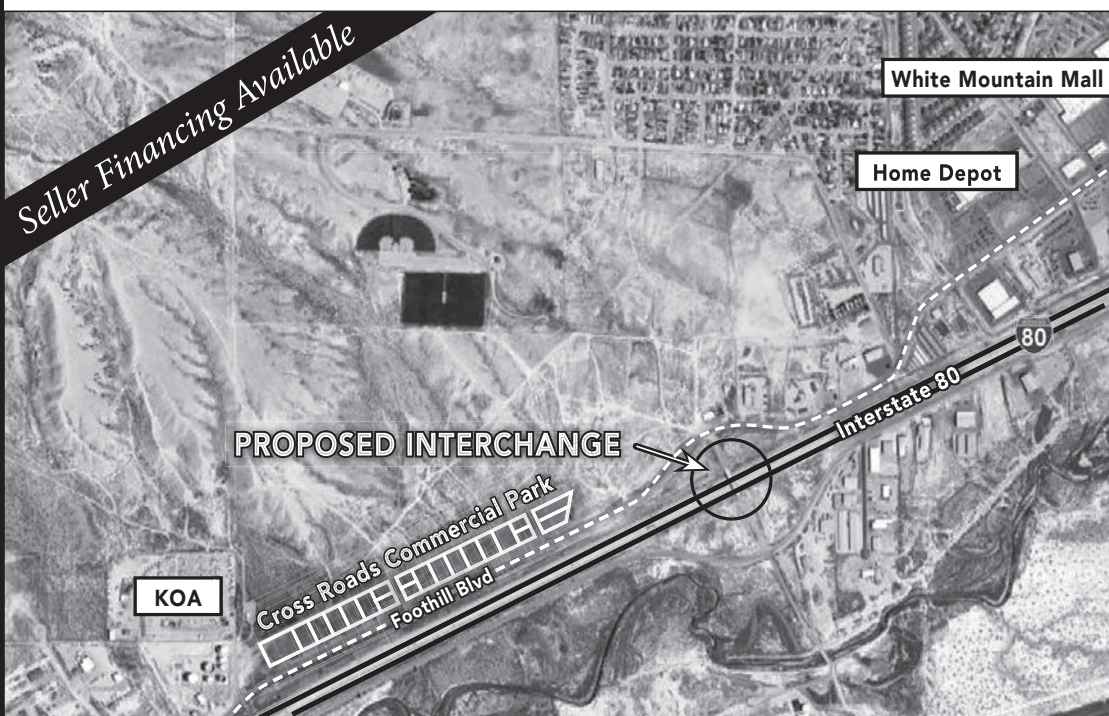 Seller Financing Available
White Mountain Mall
Home Depot
80
Interstate 80
PROPOSED INTERCHANGE
Cross Roads Commercial Park
Foothill Blvd
KOA